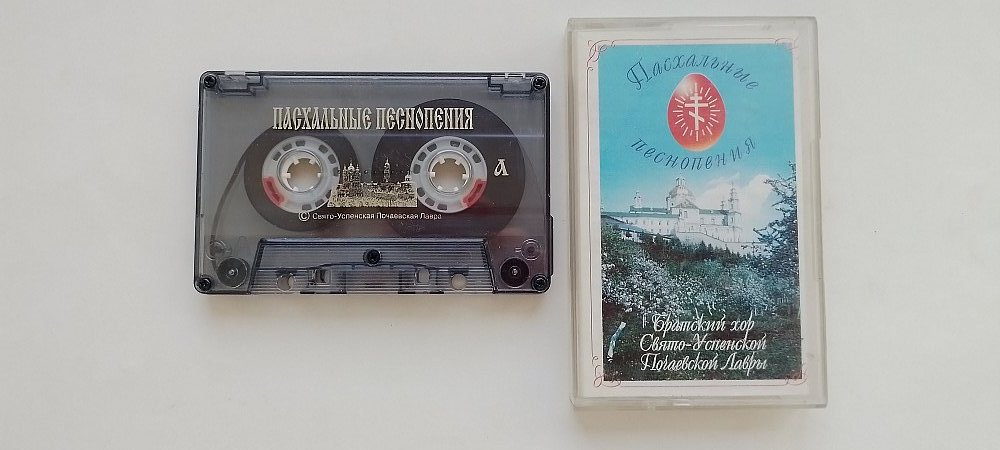 ПАСХАЛЬНЫЕ ПЕСНОПЕНИЯ
А
© Свято-Успенская Почаевская Лавра
Пасхальные
песнопения
Братский хор
Свято-Успенской
Почаевской Лавры